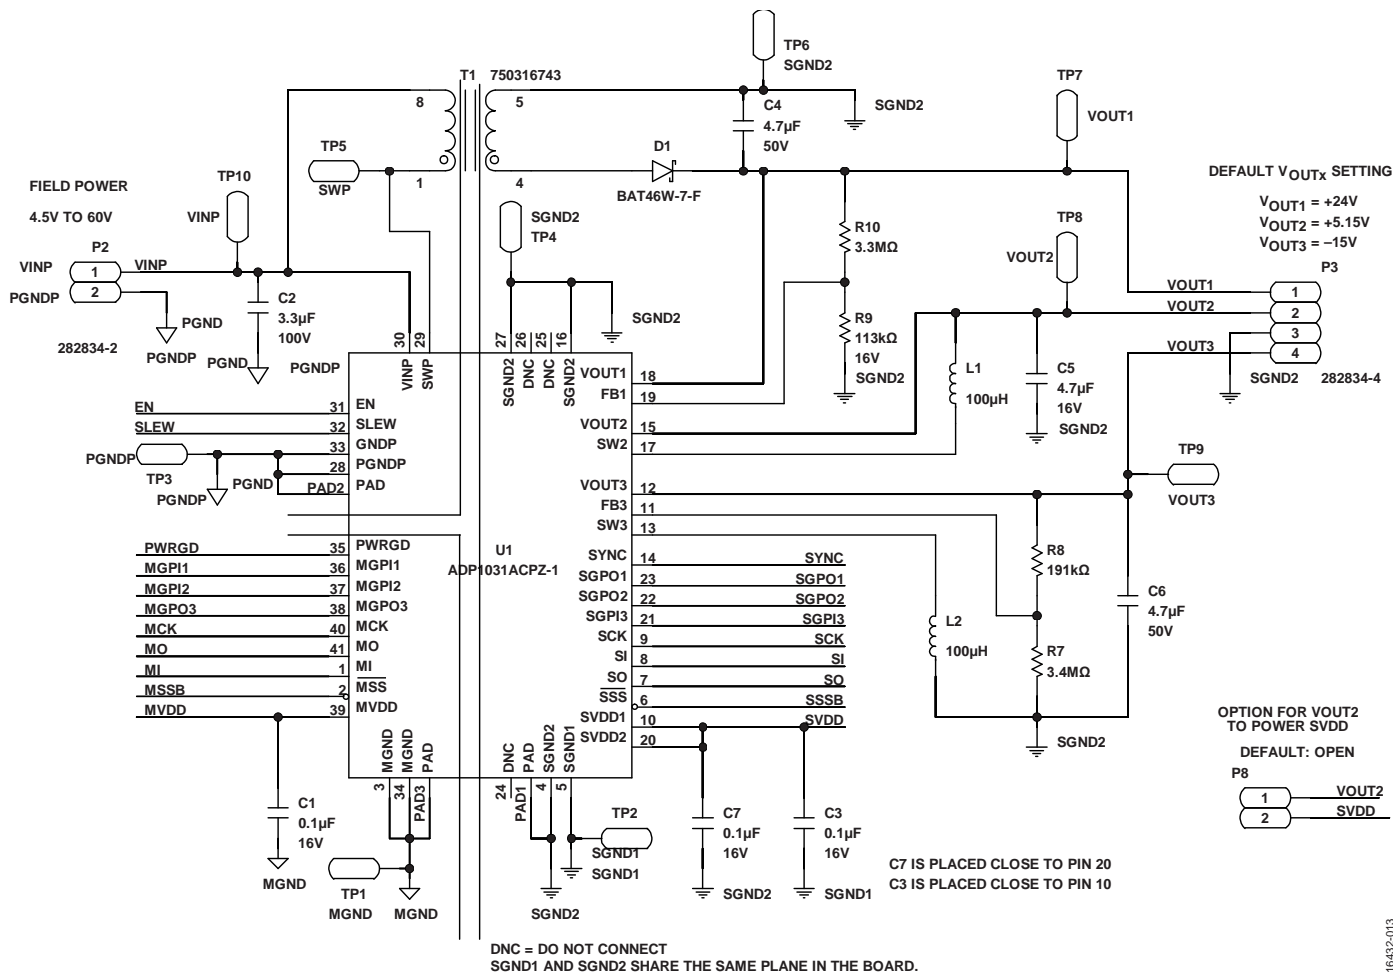 T1 750316743
8
5
1
4
TP5
SWP
TP6
SGND2
C4
4.7µF
50V
SGND2
D1
BAT46W-7-F
TP7
VOUT1
DEFAULT VOUTx SETTING
VOUT1 = +24V
VOUT2 = +5.15V
VOUT3 = –15V
FIELD POWER
4.5V TO 60V
TP10
VINP
P2
VINP
1
VINP
PGNDP
2
PGND
PGNDP
282834-2
C2
3.3µF
100V
PGND
PGNDP
SGND2
TP4
SGND2
R10
3.3MΩ
R9
113kΩ
16V
SGND2
TP8
VOUT2
P3
VOUT1
1
VOUT2
2
3
VOUT3
4
SGND2
282834-4
L1
100µH
C5
4.7µF
16V
SGND2
TP9
VOUT3
30
29
27
26
25
16
VINP
SWP
SGND2
DNC
DNC
SGND2
EN
31
EN
SLEW
32
SLEW
33
GNDP
28
PGNDP
PAD2
PAD
PGNDP
TP3
PGNDP
PGND
VOUT1
18
FB1
19
VOUT2
15
SW2
17
VOUT3
12
FB3
11
SW3
13
U1
ADP1031ACPZ-1
PWRGD
35
PWRGD
MGPI1
36
MGPI1
MGPI2
37
MGPI2
MGPO3
38
MGPO3
MCK
40
MCK
MO
41
MO
MI
1
MI
MSSB
2
MSS
MVDD
39
MVDD
SYNC
14
SYNC
SGPO1
23
SGPO1
SGPO2
22
SGPO2
SGPI3
21
SGPI3
SCK
9
SCK
SI
8
SI
SO
7
SO
SSS
6
SSSB
SVDD1
10
SVDD
SVDD2
20
R8
191kΩ
R7
3.4MΩ
L2
100µH
C6
4.7µF
50V
SGND2
MGND
MGND
PAD
3
34
PAD3
DNC
PAD
SGND2
SGND1
24
PAD1
4
5
C1
0.1µF
16V
MGND
TP1
MGND
MGND
TP2
SGND1
SGND1
SGND2
C7
0.1µF
16V
SGND2
C3
0.1µF
16V
SGND1
C7 IS PLACED CLOSE TO PIN 20
C3 IS PLACED CLOSE TO PIN 10
OPTION FOR VOUT2
TO POWER SVDD
DEFAULT: OPEN
P8
1
VOUT2
2
SVDD
DNC = DO NOT CONNECT
SGND1 AND SGND2 SHARE THE SAME PLANE IN THE BOARD.
16432-013